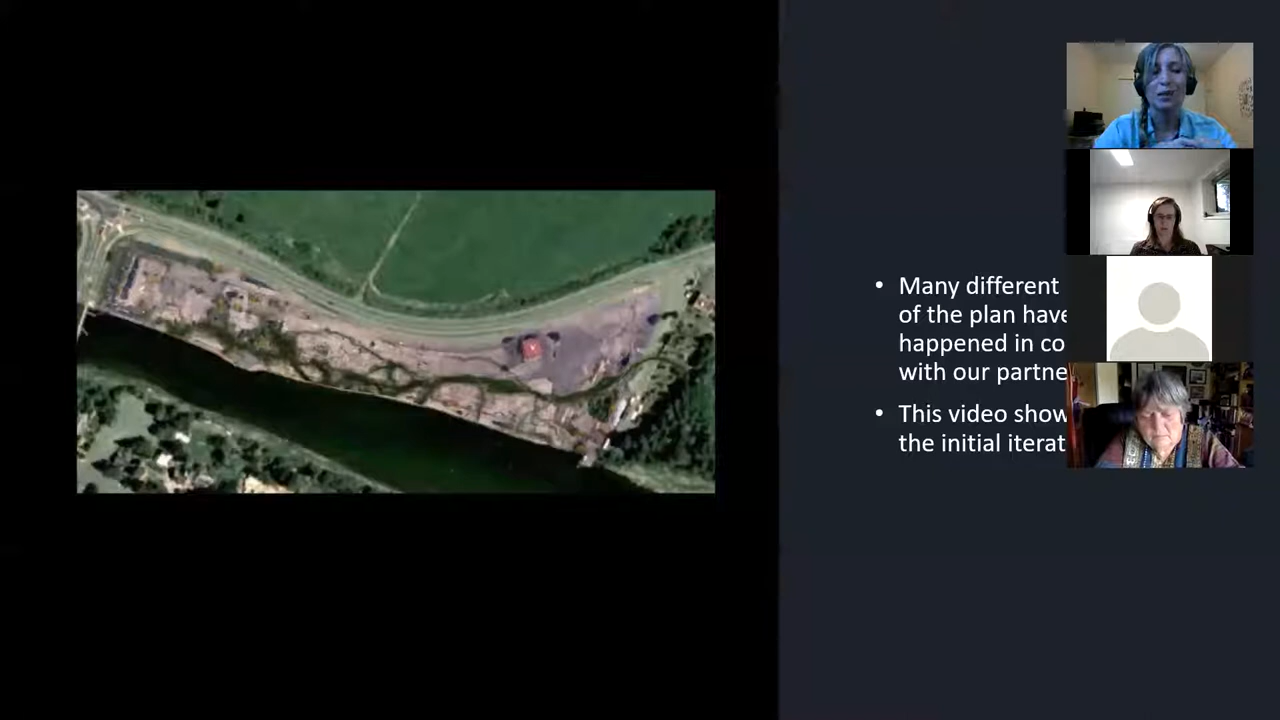 • Many different
of the plan have
happened in co
with our partne
• This video show
the initial iterat